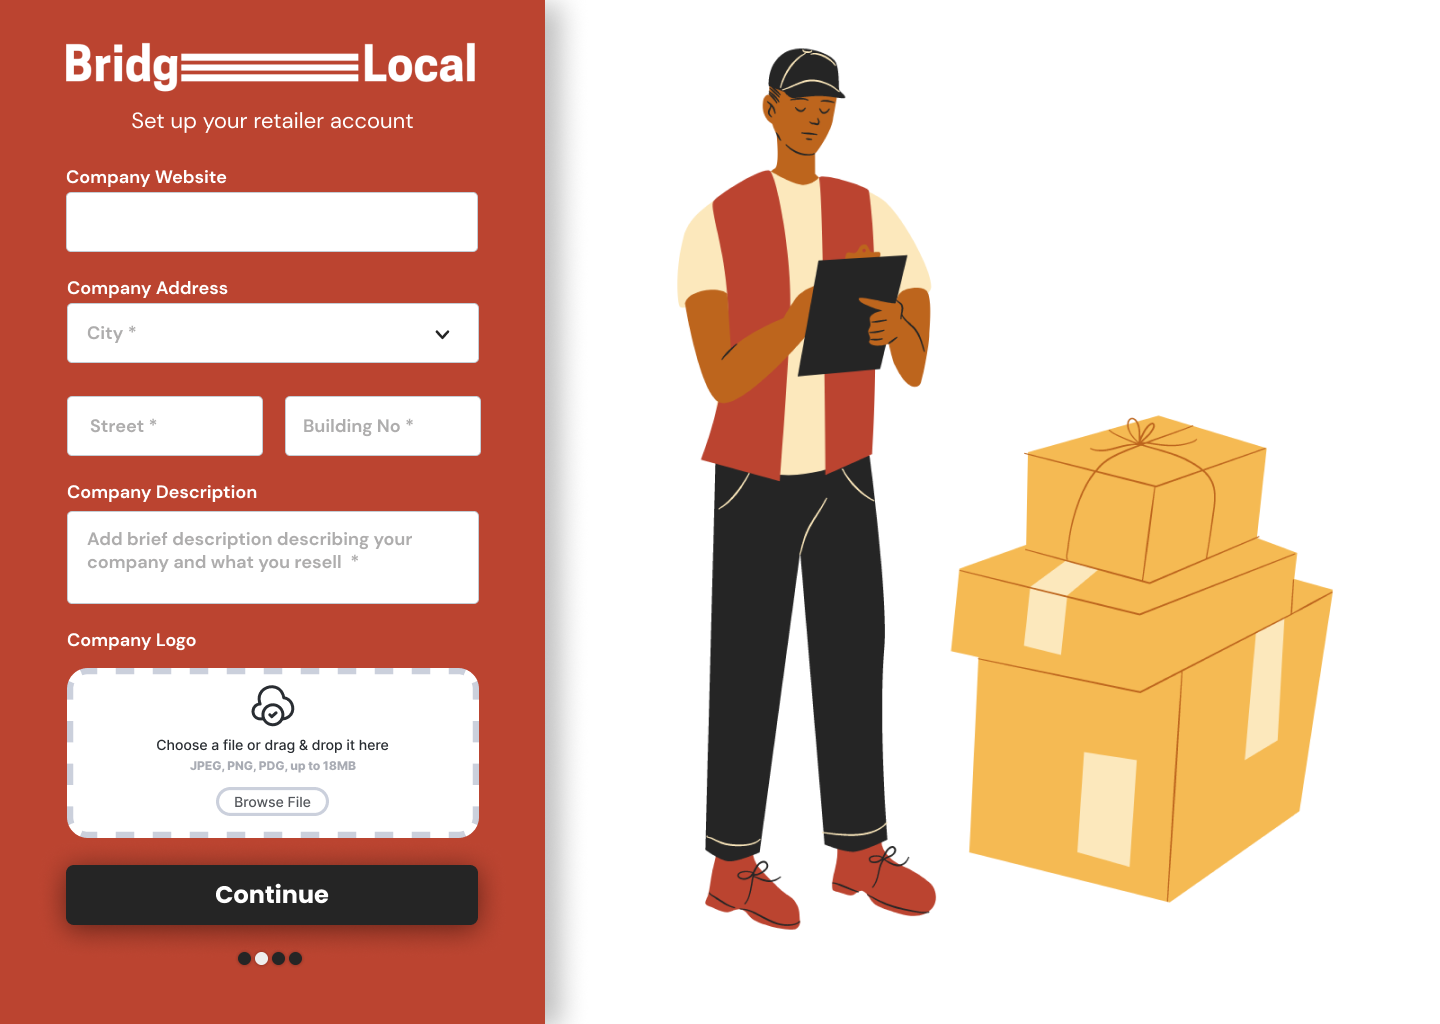 Bridg Local
Set up your retailer account
Company Website
Company Address
City *
Street * Building No *
Company Description
Add brief description describing your
company and what you resell *
Company Logo
Choose a file or drag & drop it here
JPEG, PNG, PDG, up to 18MB
Browse File
Continue